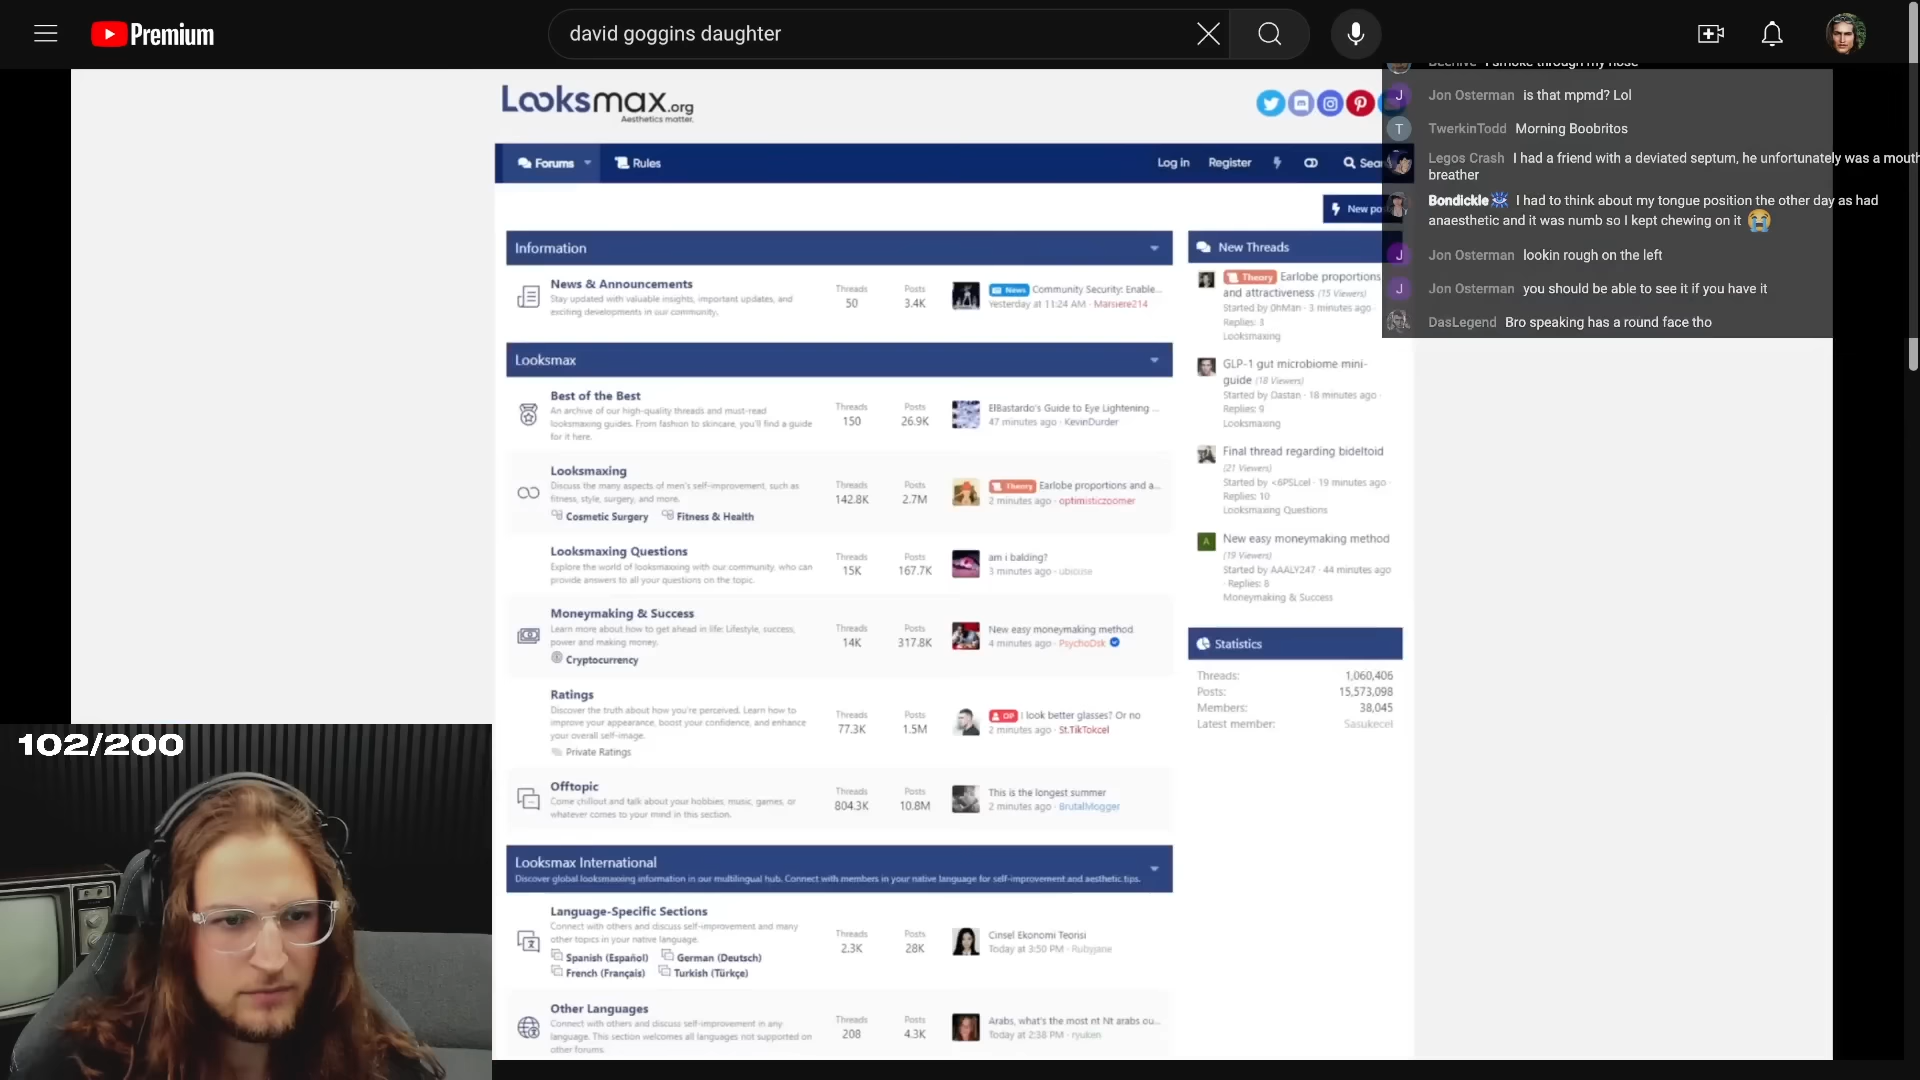 Premium
david goggins daughter
Looksmax.org
Aesthetics matter.
Forums
Rules
Log in
Register
Sea
New po
Information
News & Announcements
Stay updated with valuable insights, important updates, and
exciting developments in our community.
Threads
50
Posts
3.4K
News Community Security: Enable...
Yesterday at 11:24 AM · Marsiere214
Looksmax
Best of the Best
An archive of our high-quality threads and must-read
looksmaxing guides. From fashion to skincare, you'll find a guide
for it here.
Threads
150
Posts
26.9K
ElBastardo's Guide to Eye Lightening ...
47 minutes ago · KevinDurder
Looksmaxing
Discuss the many aspects of men's self-improvement, such as
fitness, style, surgery, and more.
Cosmetic Surgery
Fitness & Health
Threads
142.8K
Posts
2.7M
Theory Earlobe proportions and a...
2 minutes ago · optimisticzoomer
Looksmaxing Questions
Explore the world of looksmaxxing with our community, who can
provide answers to all your questions on the topic.
Threads
15K
Posts
167.7K
am i balding?
3 minutes ago · ubicuse
Moneymaking & Success
Learn more about how to get ahead in life: Lifestyle, success,
power and making money.
Cryptocurrency
Threads
14K
Posts
317.8K
New easy moneymaking method
4 minutes ago · PsychoDsk
Ratings
Discover the truth about how you're perceived. Learn how to
improve your appearance, boost your confidence, and enhance
your overall self-image.
Private Ratings
Threads
77.3K
Posts
1.5M
OP I look better glasses? Or no
2 minutes ago · St.TikTokcel
Offtopic
Come chillout and talk about your hobbies, music, games, or
whatever comes to your mind in this section.
Threads
804.3K
Posts
10.8M
This is the longest summer
2 minutes ago · BrutalMogger
Looksmax International
Discover global looksmaxxing information in our multilingual hub. Connect with members in your native language for self-improvement and aesthetic tips.
Language-Specific Sections
Connect with others and discuss self-improvement and many
other topics in your native language.
Spanish (Español)
German (Deutsch)
French (Français)
Turkish (Türkçe)
Threads
2.3K
Posts
28K
Cinsel Ekonomi Teorisi
Today at 3:50 PM · Rubyjane
Other Languages
Connect with others and discuss self-improvement in any
language. This section welcomes all languages not supported on
other forums.
Threads
208
Posts
4.3K
Arabs, what's the most nt Nt arabs ou...
Today at 2:38 PM · ryuken
New Threads
Theory Earlobe proportions
and attractiveness (15 Viewers)
Started by 0hMan · 3 minutes ago ·
Replies: 3
Looksmaxing
GLP-1 gut microbiome mini-
guide (18 Viewers)
Started by Dastan · 18 minutes ago ·
Replies: 9
Looksmaxing
Final thread regarding bideltoid
(21 Viewers)
Started by <6PSLcel · 19 minutes ago ·
Replies: 10
Looksmaxing Questions
A
New easy moneymaking method
(19 Viewers)
Started by AAALY247 · 44 minutes ago
· Replies: 8
Moneymaking & Success
Statistics
Threads: 1,060,406
Posts: 15,573,098
Members: 38,045
Latest member: Sasukecel
Beehive I smoke through my nose
J Jon Osterman is that mpmd? Lol
T TwerkinTodd Morning Boobritos
Legos Crash I had a friend with a deviated septum, he unfortunately was a mouth
breather
Bondickle I had to think about my tongue position the other day as had
anaesthetic and it was numb so I kept chewing on it
J Jon Osterman lookin rough on the left
J Jon Osterman you should be able to see it if you have it
DasLegend Bro speaking has a round face tho
102/200